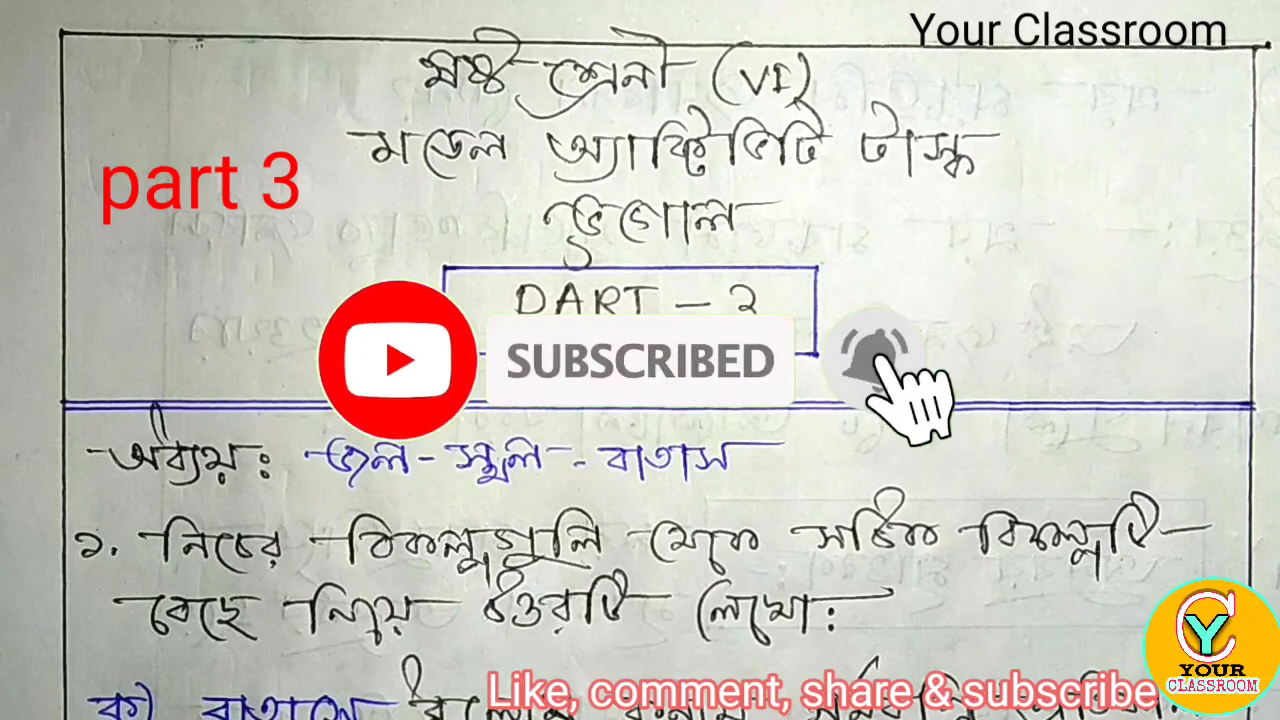 Your Classroom
ষষ্ঠ শ্রেনী (VI)
মডেল অ্যাক্টিভিটি টাস্ক
part 3
ভূগোল
PART - 2
SUBSCRIBED
অধ্যায়: জল-স্থল-বাতাস
১. নিচের বিকল্পগুলি থেকে সঠিক বিকল্পটি
বেছে নিয়ে উত্তরটি লেখো:
ক) বাতাসে
Like, comment, share & subscribe
YOUR
CLASSROOM